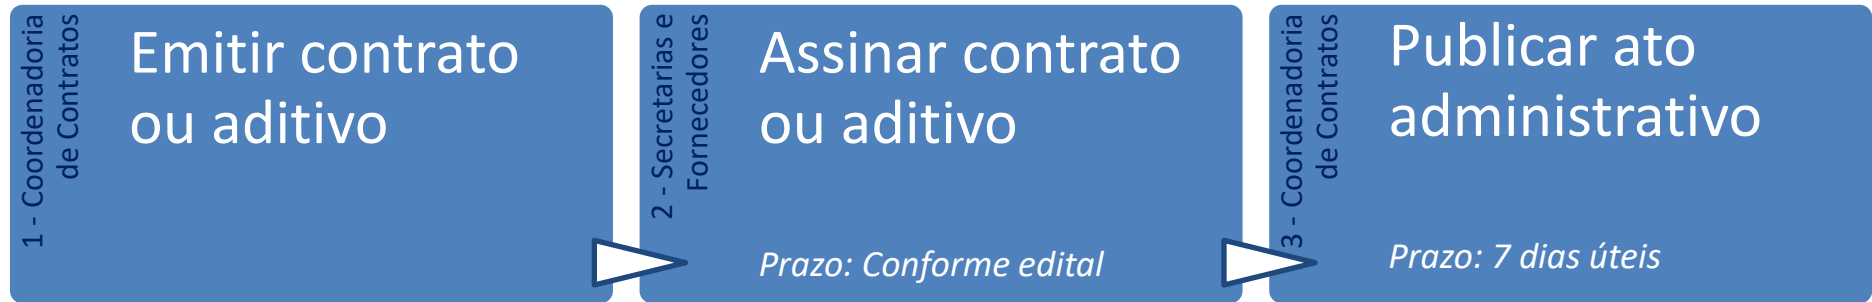 1 - Coordenadoria
de Contratos
Emitir contrato
ou aditivo
2 - Secretarias e
Fornecedores
Assinar contrato
ou aditivo
Prazo: Conforme edital
3 - Coordenadoria
de Contratos
Publicar ato
administrativo
Prazo: 7 dias úteis